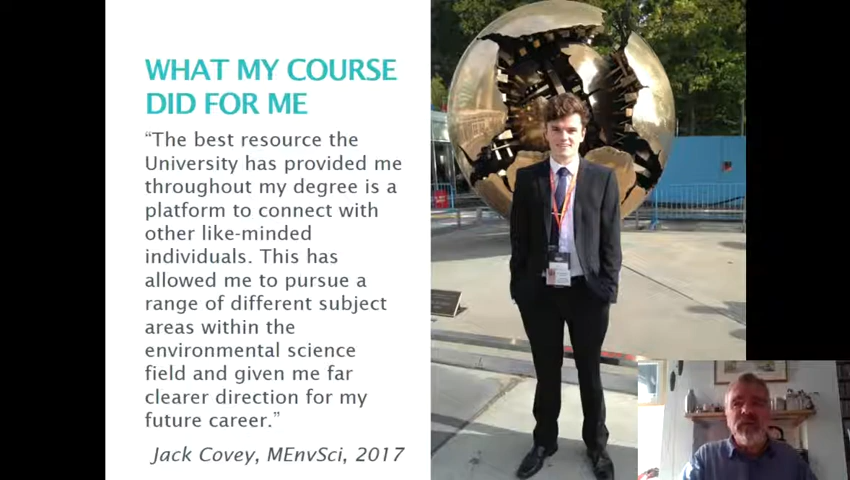 WHAT MY COURSE
DID FOR ME
“The best resource the
University has provided me
throughout my degree is a
platform to connect with
other like-minded
individuals. This has
allowed me to pursue a
range of different subject
areas within the
environmental science
field and given me far
clearer direction for my
future career.”
Jack Covey, MEnvSci, 2017